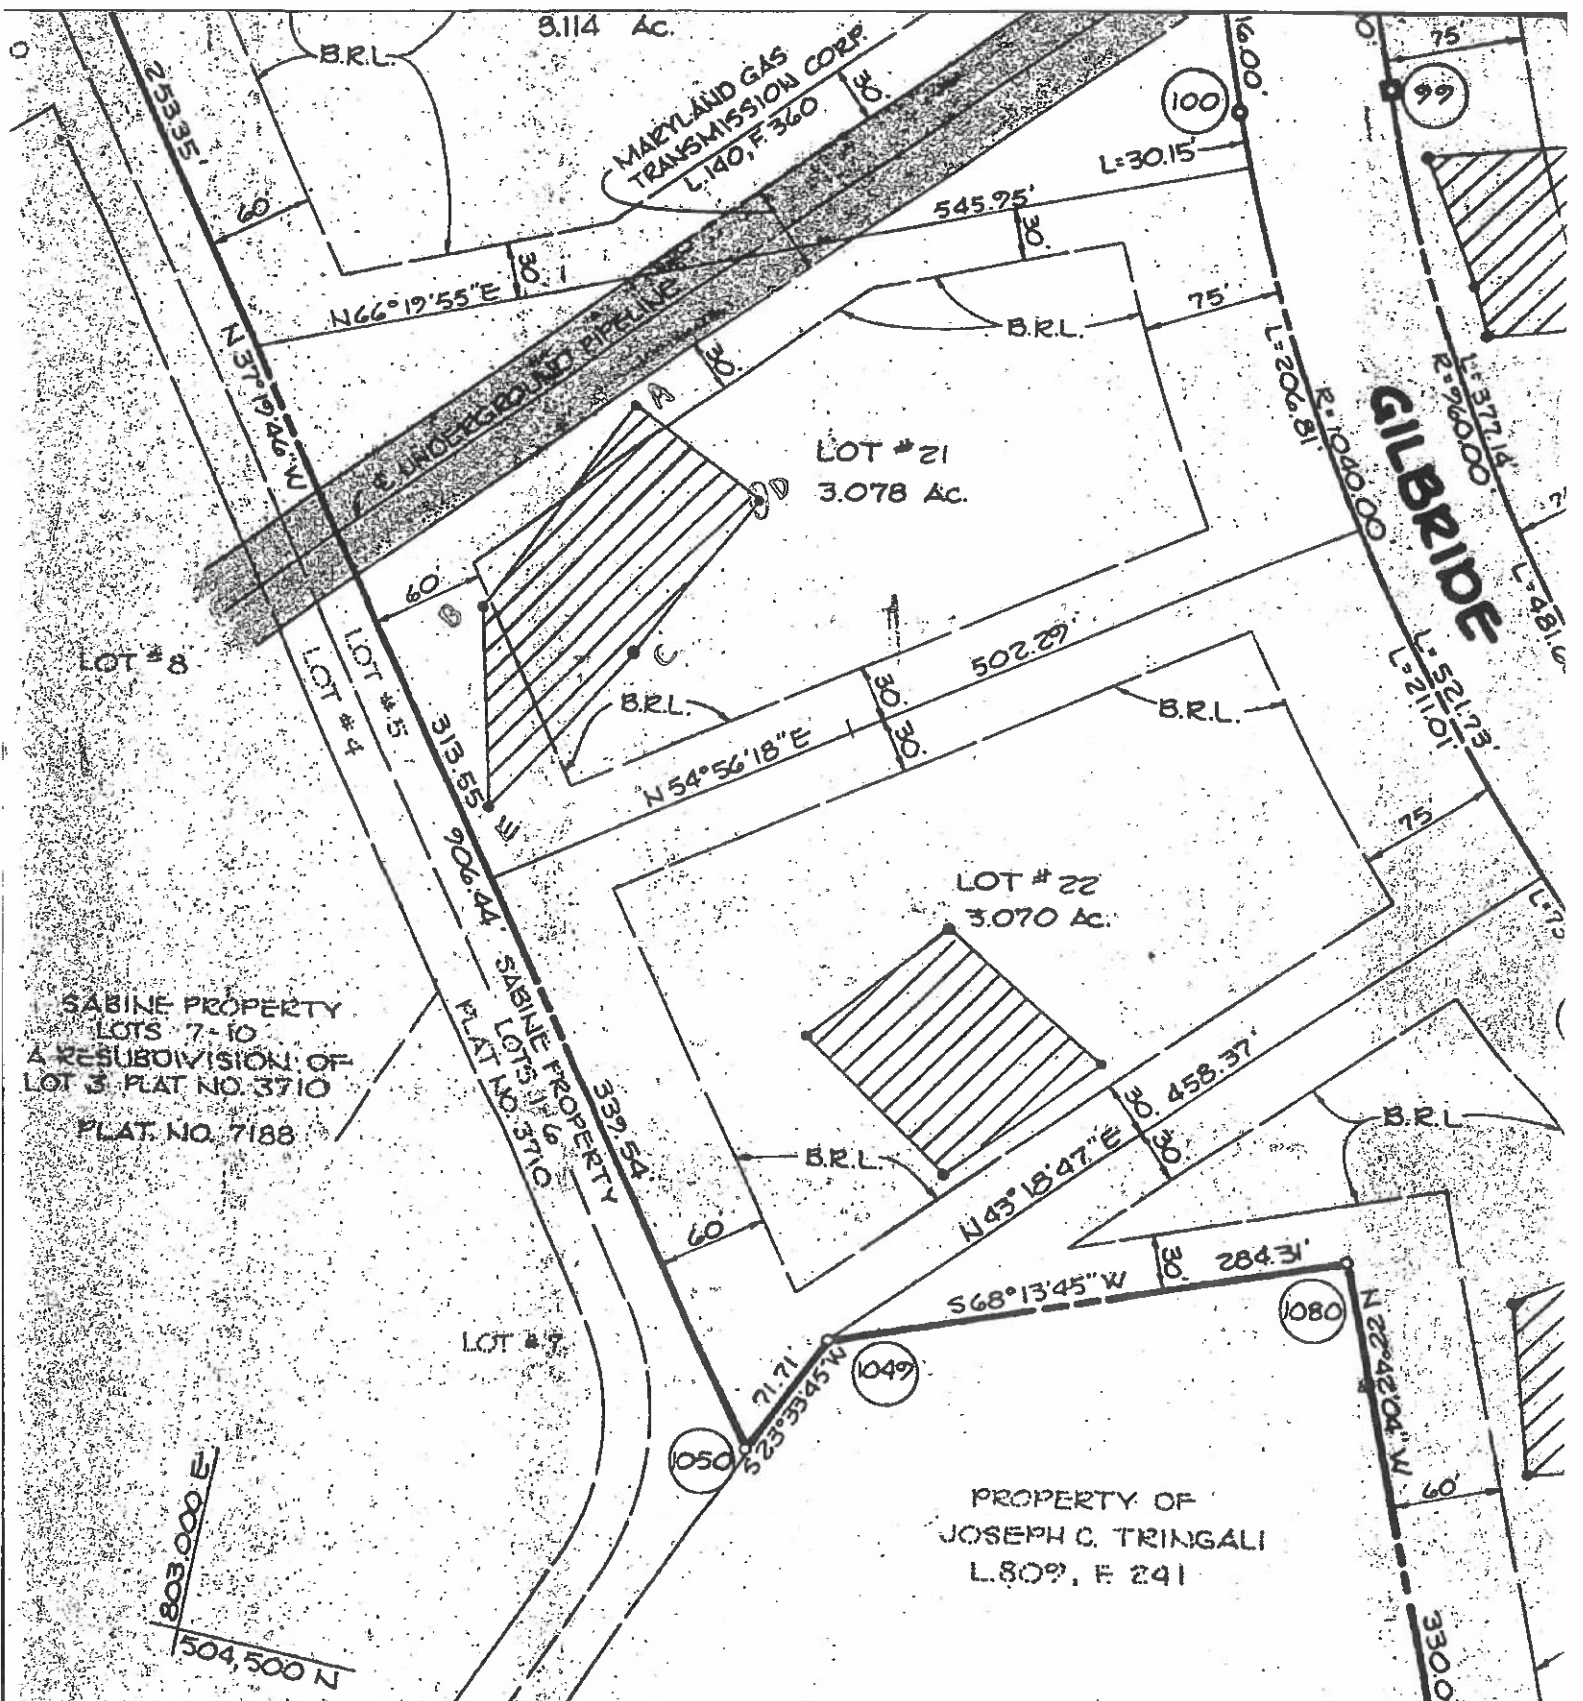 3.114 AC.
B.R.L.
253.35'
60'
MARYLAND GAS
TRANSMISSION CORP.
L.140, F.360
30.
16.00'
100
99
75
L=30.15'
545.95'
30.
30.
N66°19'55"E
N 37°19'46" W
℄ UNDERGROUND PIPELINE
30.
A
B.R.L.
75'
L=206.81'
R=1040.00'
GILBRIDE
L=377.14'
R=960.00'
LOT #21
3.078 AC.
D
60'
B
C
LOT #8
LOT #5
LOT #4
313.55'
E
B.R.L.
30.
30.
502.29'
N 54°56'18"E
B.R.L.
L=521.73'
L=211.01'
75'
906.44'
LOT #22
3.070 AC.
SABINE PROPERTY
LOTS 7-10
A RESUBDIVISION OF
LOT 3 PLAT NO. 3710
PLAT NO. 7188
SABINE PROPERTY
LOTS 1-6
PLAT NO. 3710
339.54'
B.R.L.
60'
30.
30.
458.37'
N43°18'47"E
B.R.L.
30.
284.31'
S68°13'45"W
1080
N 22°42'04" W
LOT #7
71.71'
S23°33'45"W
1049
1050
60'
PROPERTY OF
JOSEPH C. TRINGALI
L.809, F. 241
803,000 E
504,500 N